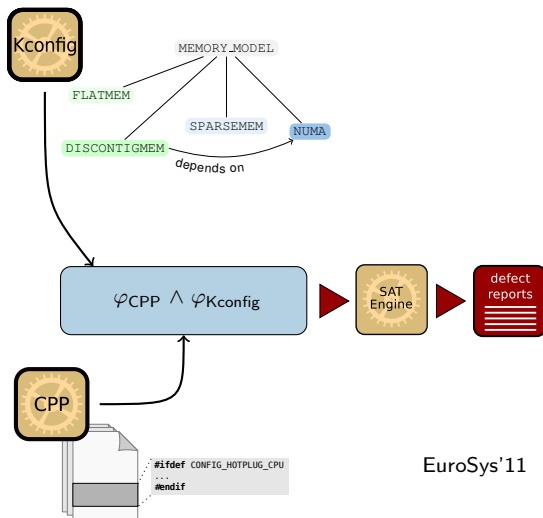 Kconfig
MEMORY_MODEL
FLATMEM
SPARSEMEM
NUMA
DISCONTIGMEM
depends on
φCPP ∧ φKconfig
SAT
Engine
defect
reports
CPP
#ifdef CONFIG_HOTPLUG_CPU
...
#endif
EuroSys'11